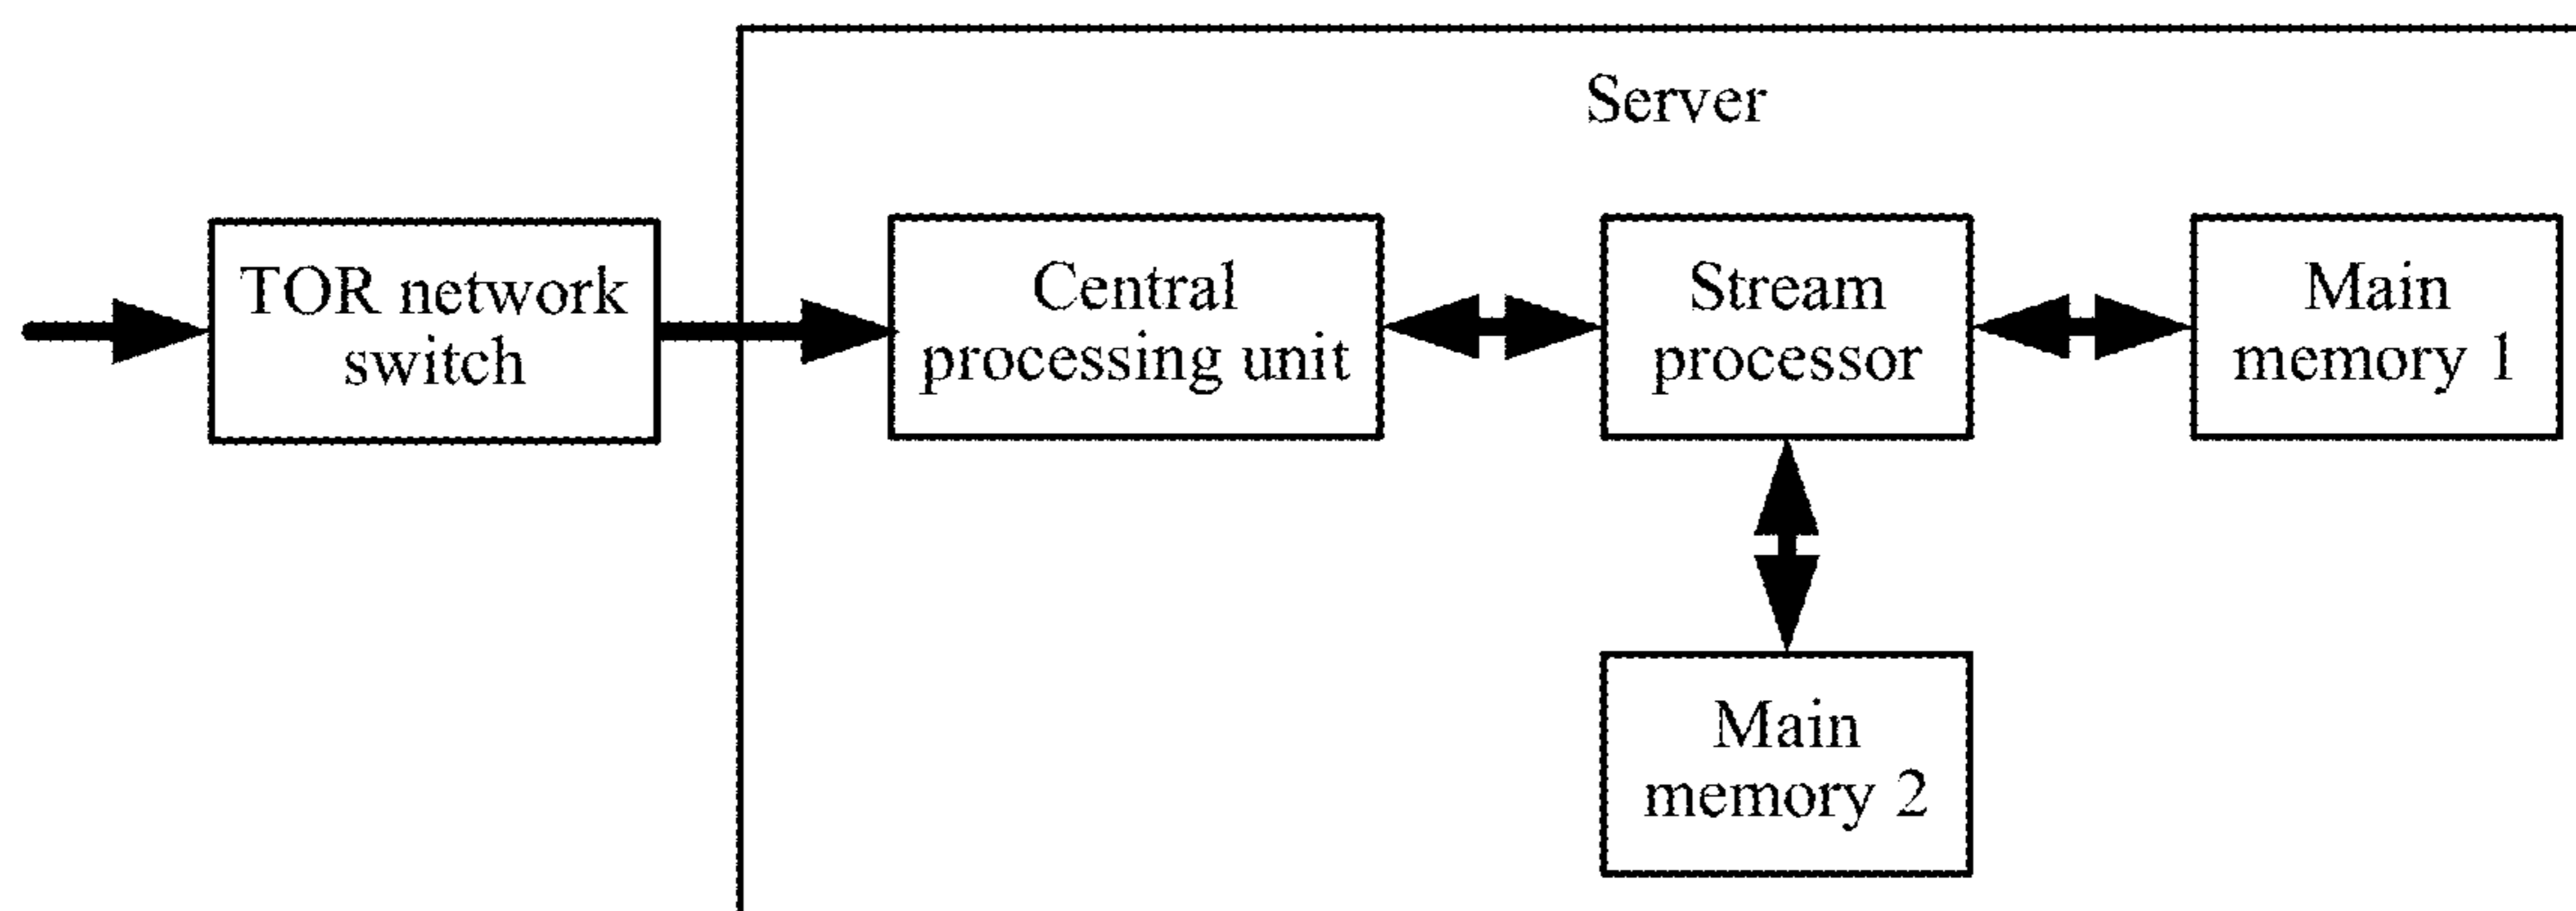 Server
TOR network
switch
Central
processing unit
Stream
processor
Main
memory 1
Main
memory 2